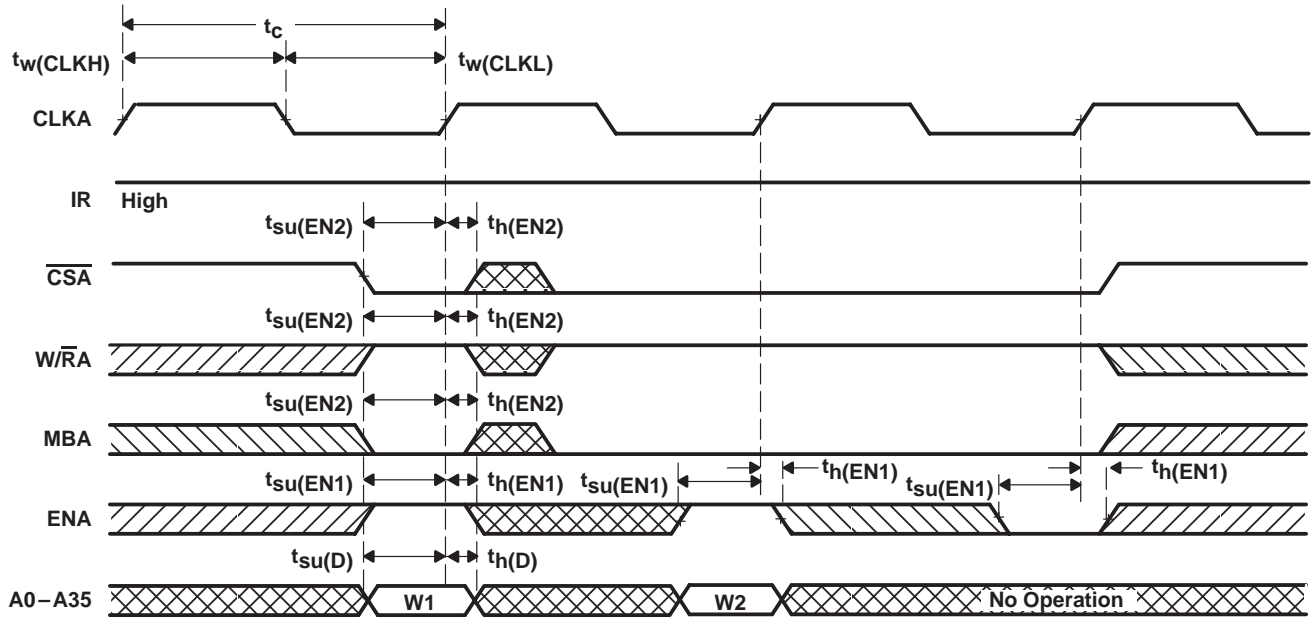 tc
tw(CLKH) tw(CLKL)
CLKA
IR High
tsu(EN2) th(EN2)
CSA
tsu(EN2) th(EN2)
W/RA
tsu(EN2) th(EN2)
MBA
tsu(EN1) th(EN1) tsu(EN1) th(EN1) tsu(EN1) th(EN1)
ENA
tsu(D) th(D)
A0–A35 W1 W2 No Operation